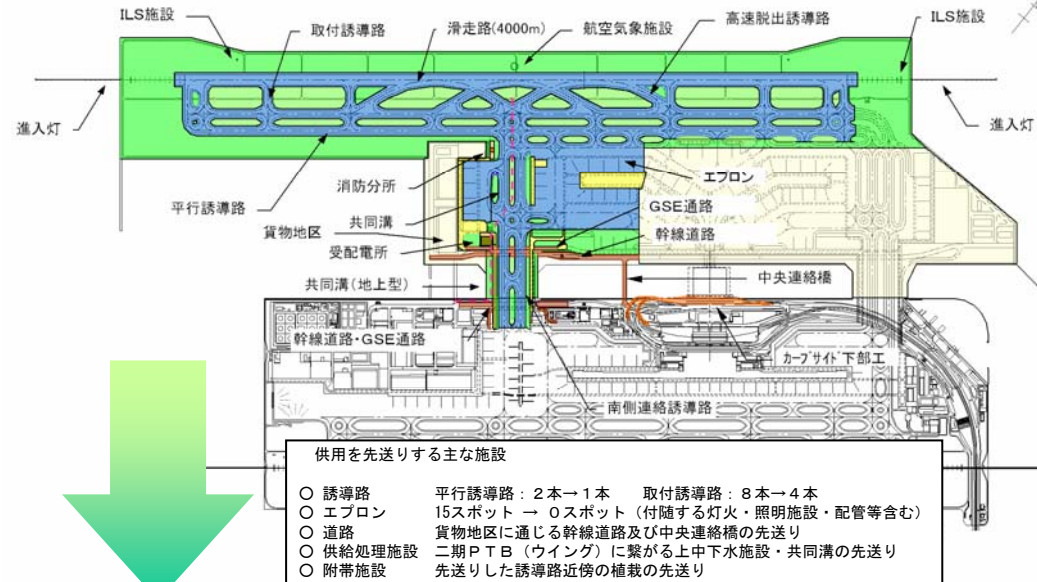 ILS施設
取付誘導路
滑走路(4000m)
航空気象施設
高速脱出誘導路
ILS施設
進入灯
進入灯
消防分所
エプロン
平行誘導路
共同溝
GSE通路
貨物地区
幹線道路
受配電所
共同溝(地上型)
中央連絡橋
幹線道路・GSE通路
カーブサイド下部工
南側連絡誘導路
供用を先送りする主な施設
○ 誘導路 平行誘導路：２本→１本 取付誘導路：８本→４本
○ エプロン 15スポット → ０スポット（付随する灯火・照明施設・配管等含む）
○ 道路 貨物地区に通じる幹線道路及び中央連絡橋の先送り
○ 供給処理施設 二期ＰＴＢ（ウイング）に繋がる上中下水施設・共同溝の先送り
○ 附帯施設 先送りした誘導路近傍の植栽の先送り